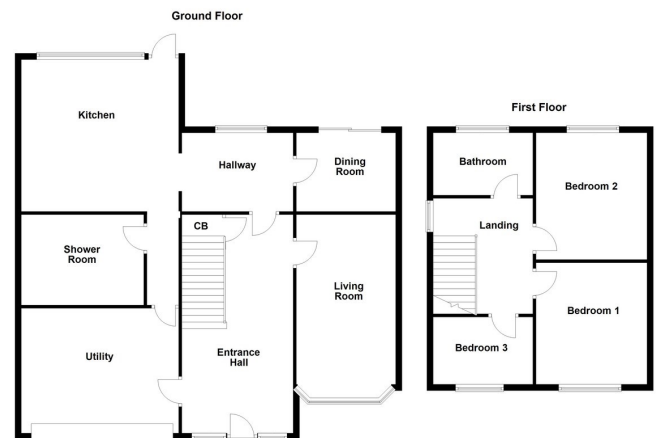 Ground Floor
Kitchen
Hallway
Dining
Room
CB
Shower
Room
Living
Room
Utility
Entrance
Hall
First Floor
Bathroom
Bedroom 2
Landing
Bedroom 1
Bedroom 3